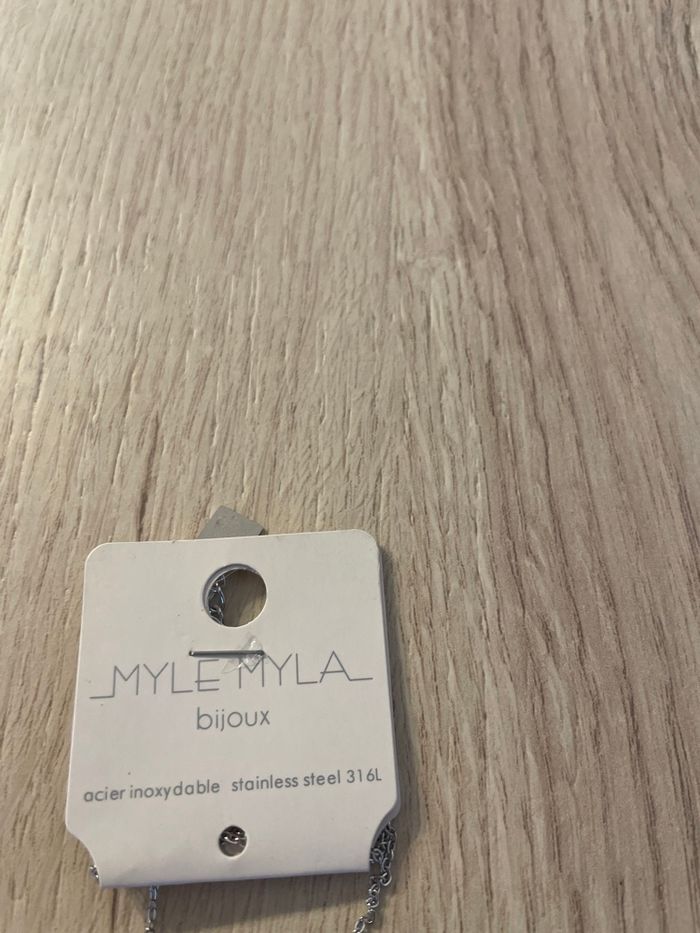 MYLE MYLA
bijoux
acier inoxydable stainless steel 316L